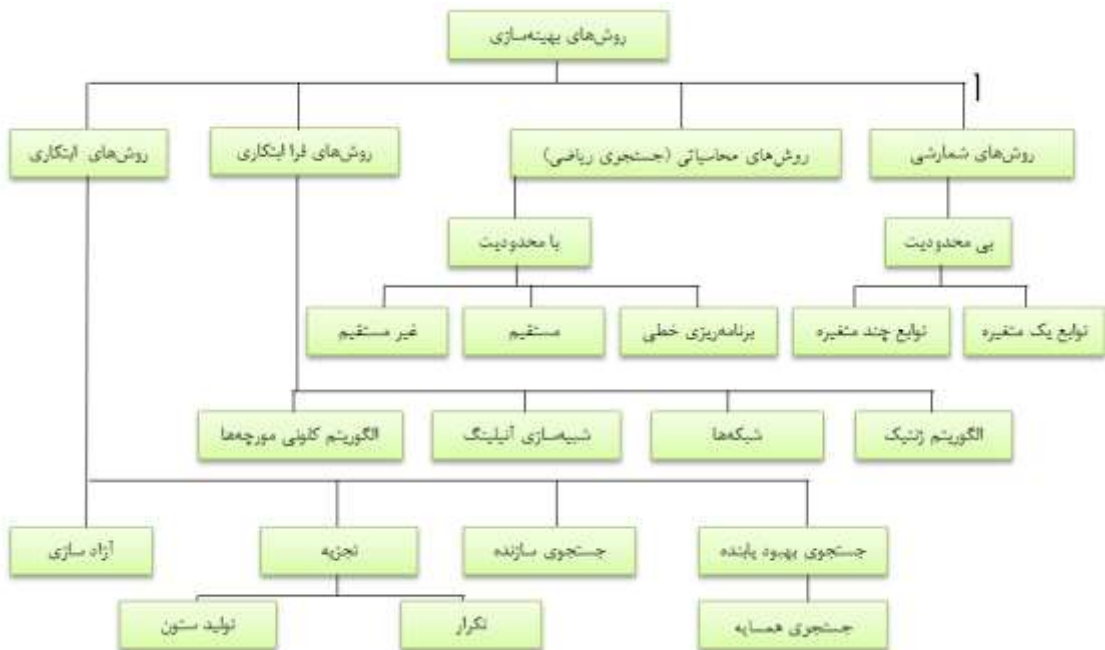 روش‌های بهینه‌سازی
روش‌های شمارشی
روش‌های محاسباتی (جستجوی ریاضی)
روش‌های فرا ابتکاری
روش‌های ابتکاری
بی محدودیت
با محدودیت
توابع یک متغیره
توابع چند متغیره
برنامه‌ریزی خطی
مستقیم
غیر مستقیم
الگوریتم ژنتیک
شبکه‌ها
شبیه‌سازی آنیلینگ
الگوریتم کلونی مورچه‌ها
جستجوی بهبود یابنده
جستجوی سازنده
تجزیه
آزاد سازی
جستجوی همسایه
تکرار
تولید ستون